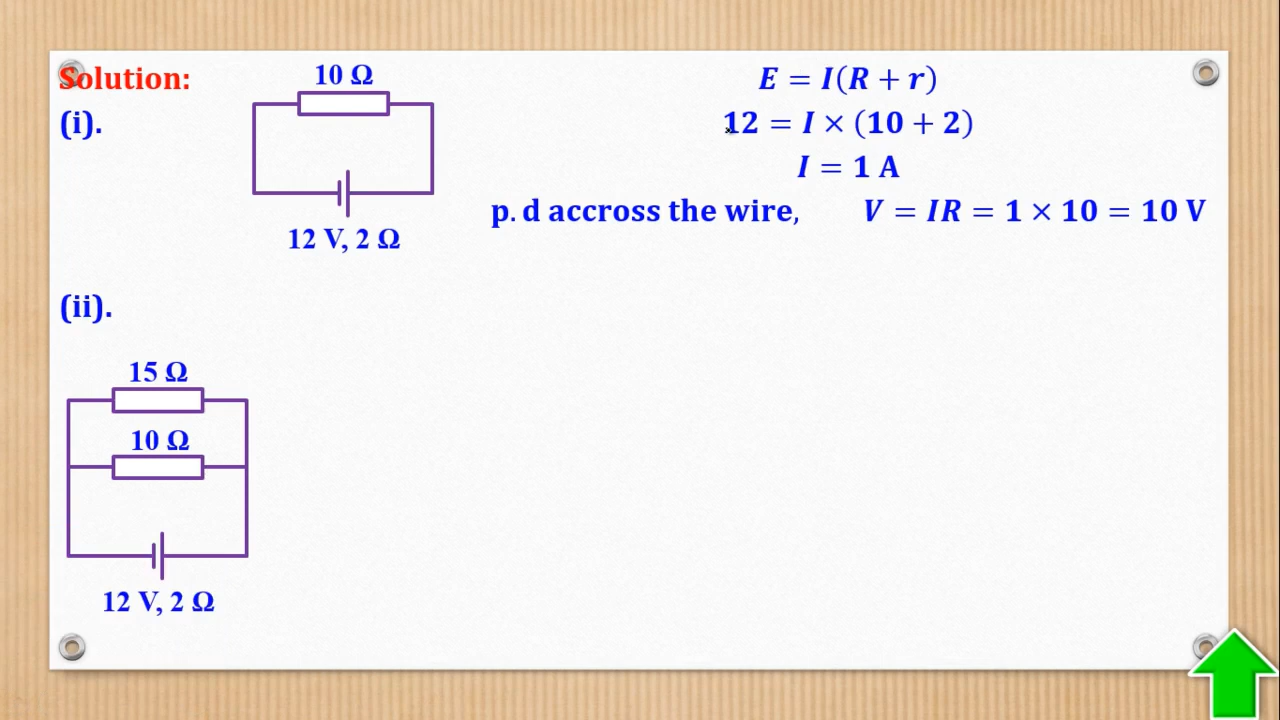 Solution:
(i).
10 Ω
12 V, 2 Ω
E = I(R + r)
12 = I × (10 + 2)
I = 1 A
p. d accross the wire, V = IR = 1 × 10 = 10 V
(ii).
15 Ω
10 Ω
12 V, 2 Ω